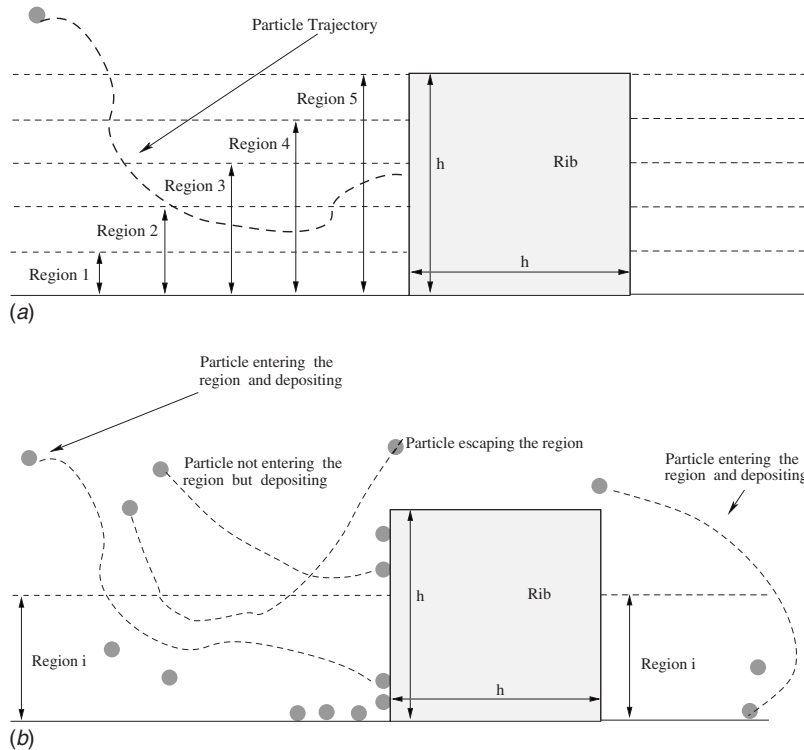 Particle Trajectory
Region 5
Region 4
h
Rib
Region 3
Region 2
h
Region 1
(a)
Particle entering the
region and depositing
Particle escaping the region
Particle not entering the
region but depositing
Particle entering the
region and depositing
h
Rib
Region i
Region i
h
(b)